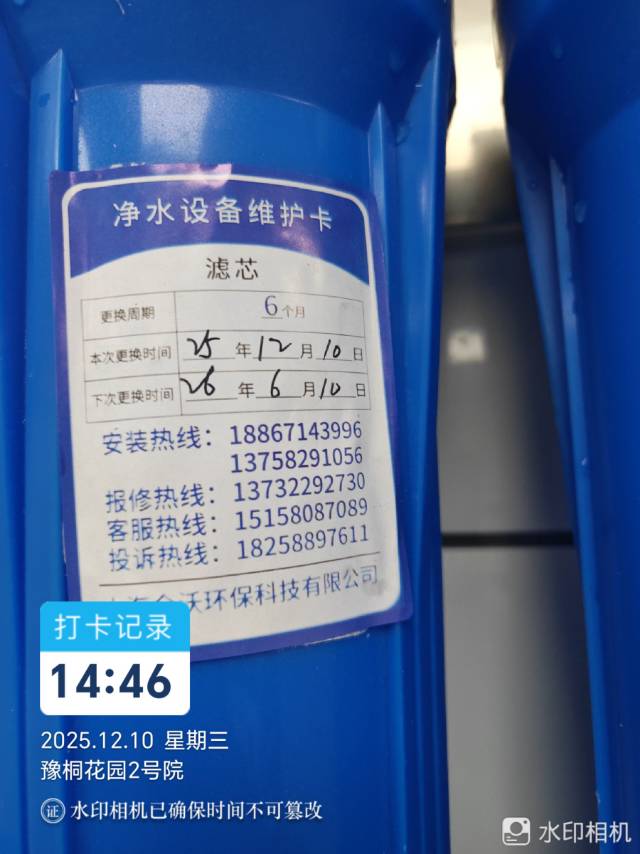 净水设备维护卡
滤芯
更换周期 6个月
本次更换时间 25年12月10日
下次更换时间 26年6月10日
安装热线：18867143996
13758291056
报修热线：13732292730
客服热线：15158087089
投诉热线：18258897611
沃环保科技有限公司
打卡记录
14:46
2025.12.10 星期三
豫桐花园2号院
证 水印相机已确保时间不可篡改
水印相机